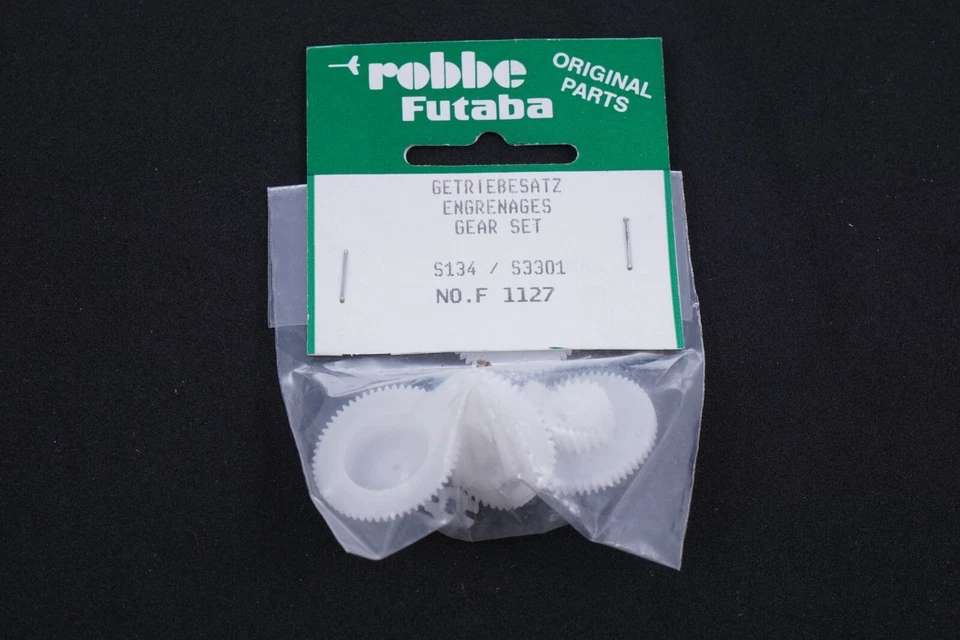 robbe
Futaba
ORIGINAL
PARTS
GETRIEBESATZ
ENGRENAGES
GEAR SET
S134 / S3301
NO.F 1127